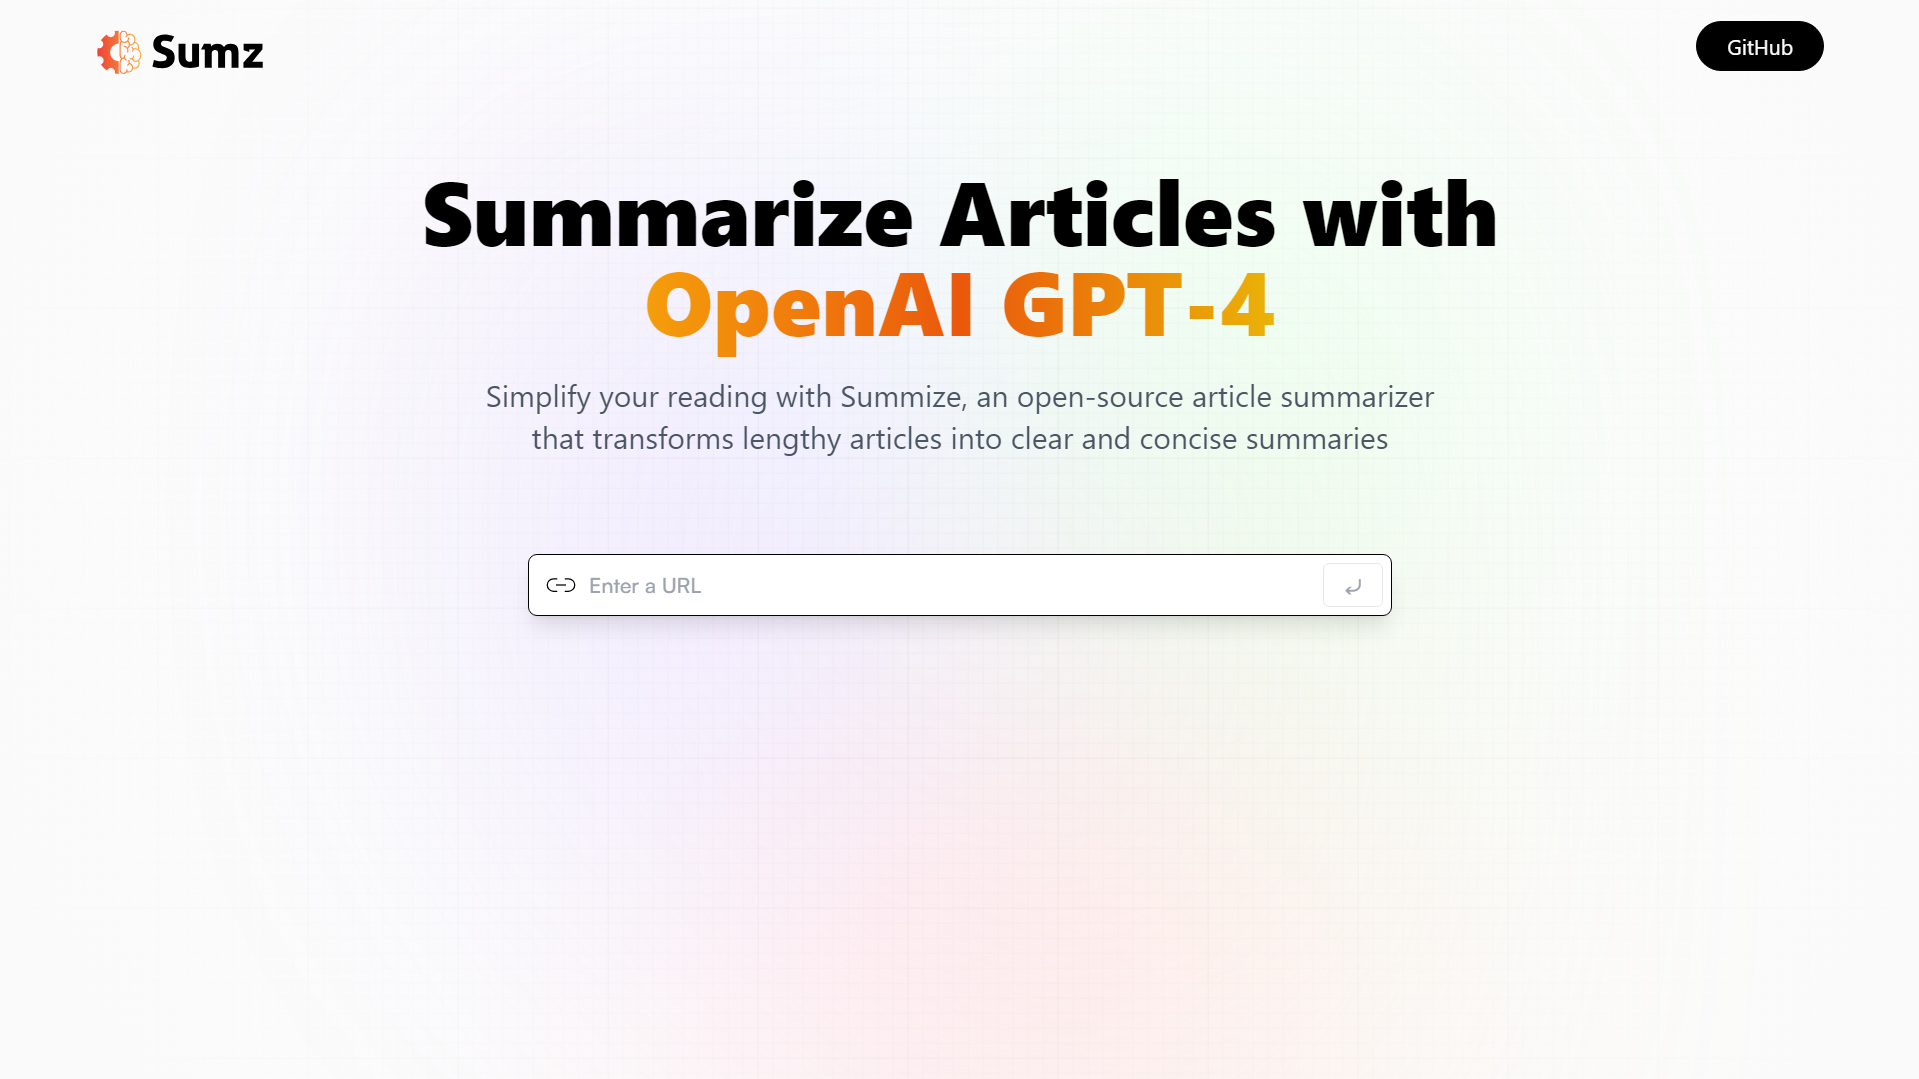 Sumz
GitHub
Summarize Articles with
OpenAI GPT-4
Simplify your reading with Summize, an open-source article summarizer
that transforms lengthy articles into clear and concise summaries
Enter a URL